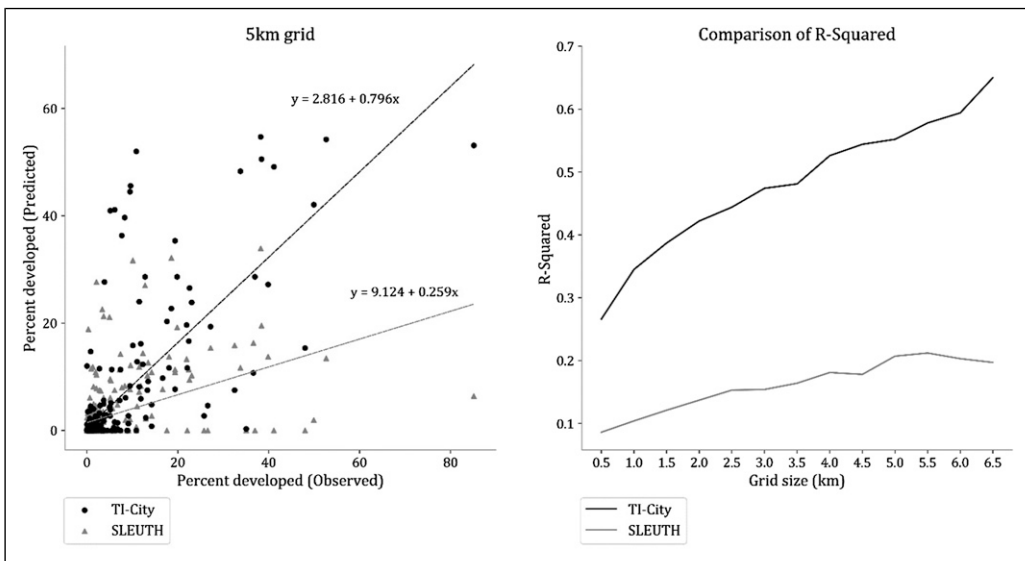 5km grid
60
40
20
0
0
20
40
60
80
Percent developed (Predicted)
Percent developed (Observed)
y = 2.816 + 0.796x
y = 9.124 + 0.259x
TI-City
SLEUTH
Comparison of R-Squared
0.7
0.6
0.5
0.4
0.3
0.2
0.1
R-Squared
0.5 1.0 1.5 2.0 2.5 3.0 3.5 4.0 4.5 5.0 5.5 6.0 6.5
Grid size (km)
TI-City
SLEUTH